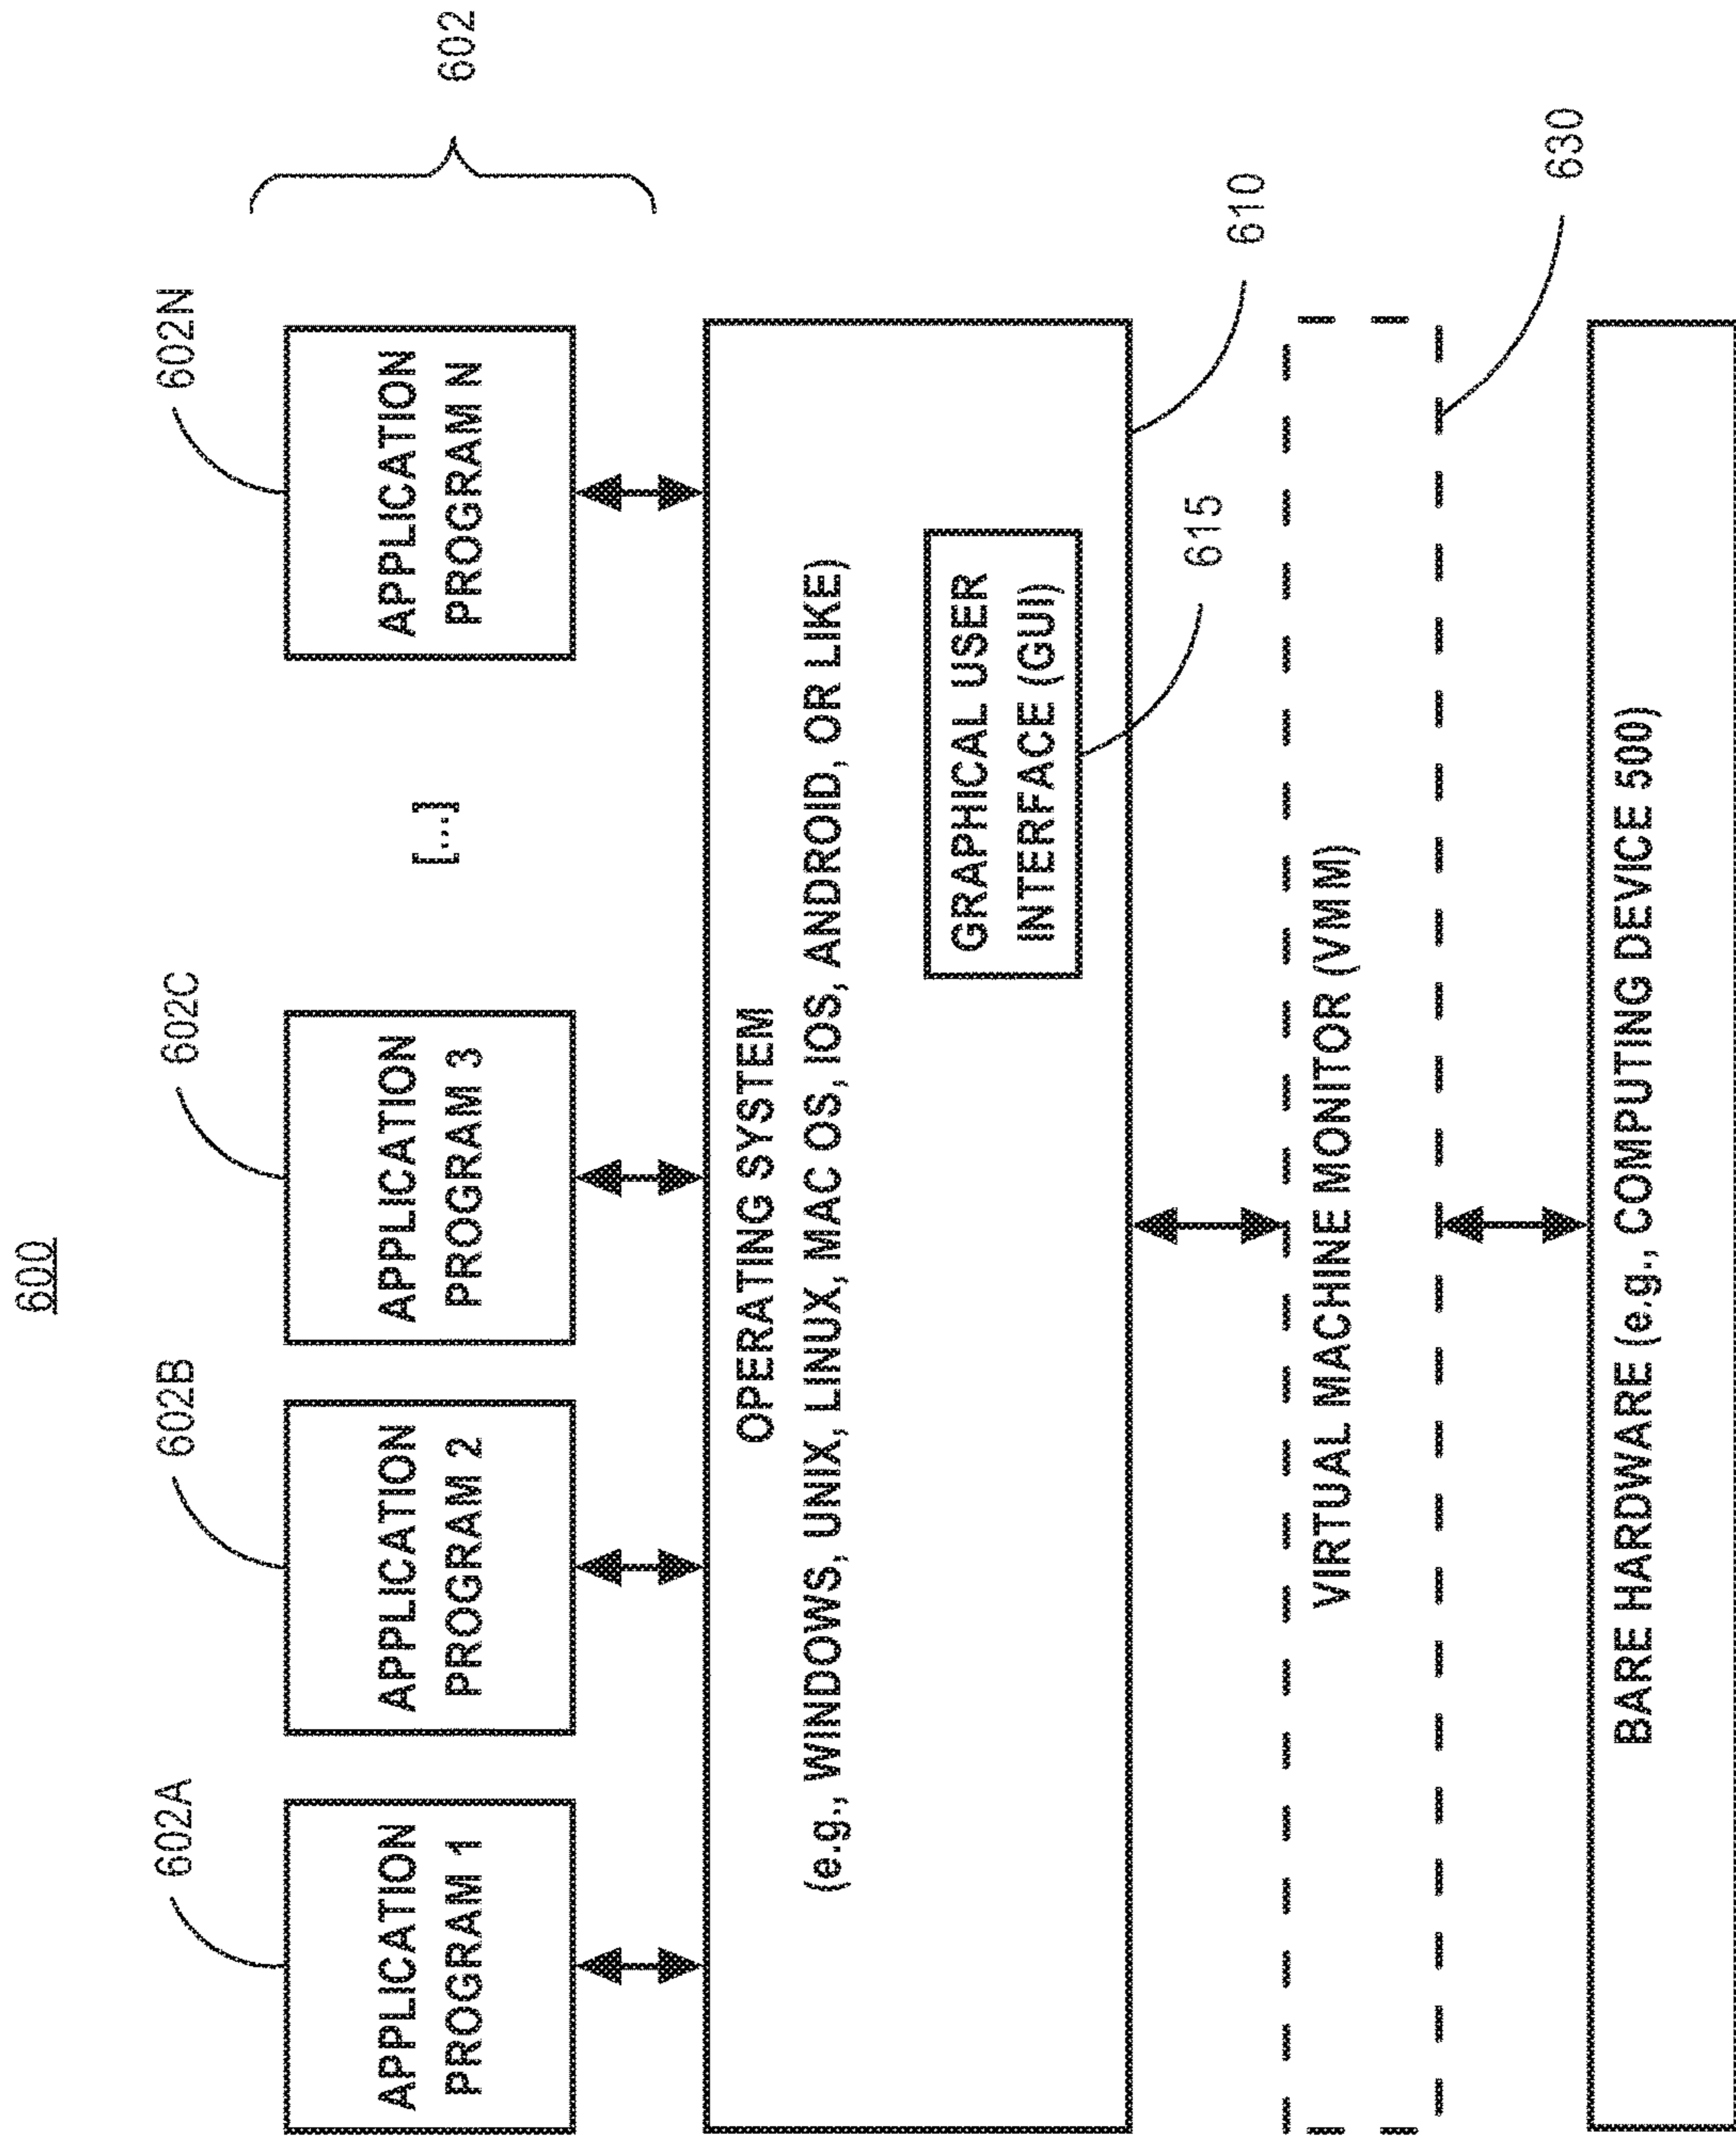 600
602A
602B
602C
602N
602
APPLICATION
PROGRAM 1
APPLICATION
PROGRAM 2
APPLICATION
PROGRAM 3
[...]
APPLICATION
PROGRAM N
OPERATING SYSTEM
(e.g., WINDOWS, UNIX, LINUX, MAC OS, IOS, ANDROID, OR LIKE)
GRAPHICAL USER
INTERFACE (GUI)
615
610
VIRTUAL MACHINE MONITOR (VMM)
630
BARE HARDWARE (e.g., COMPUTING DEVICE 500)